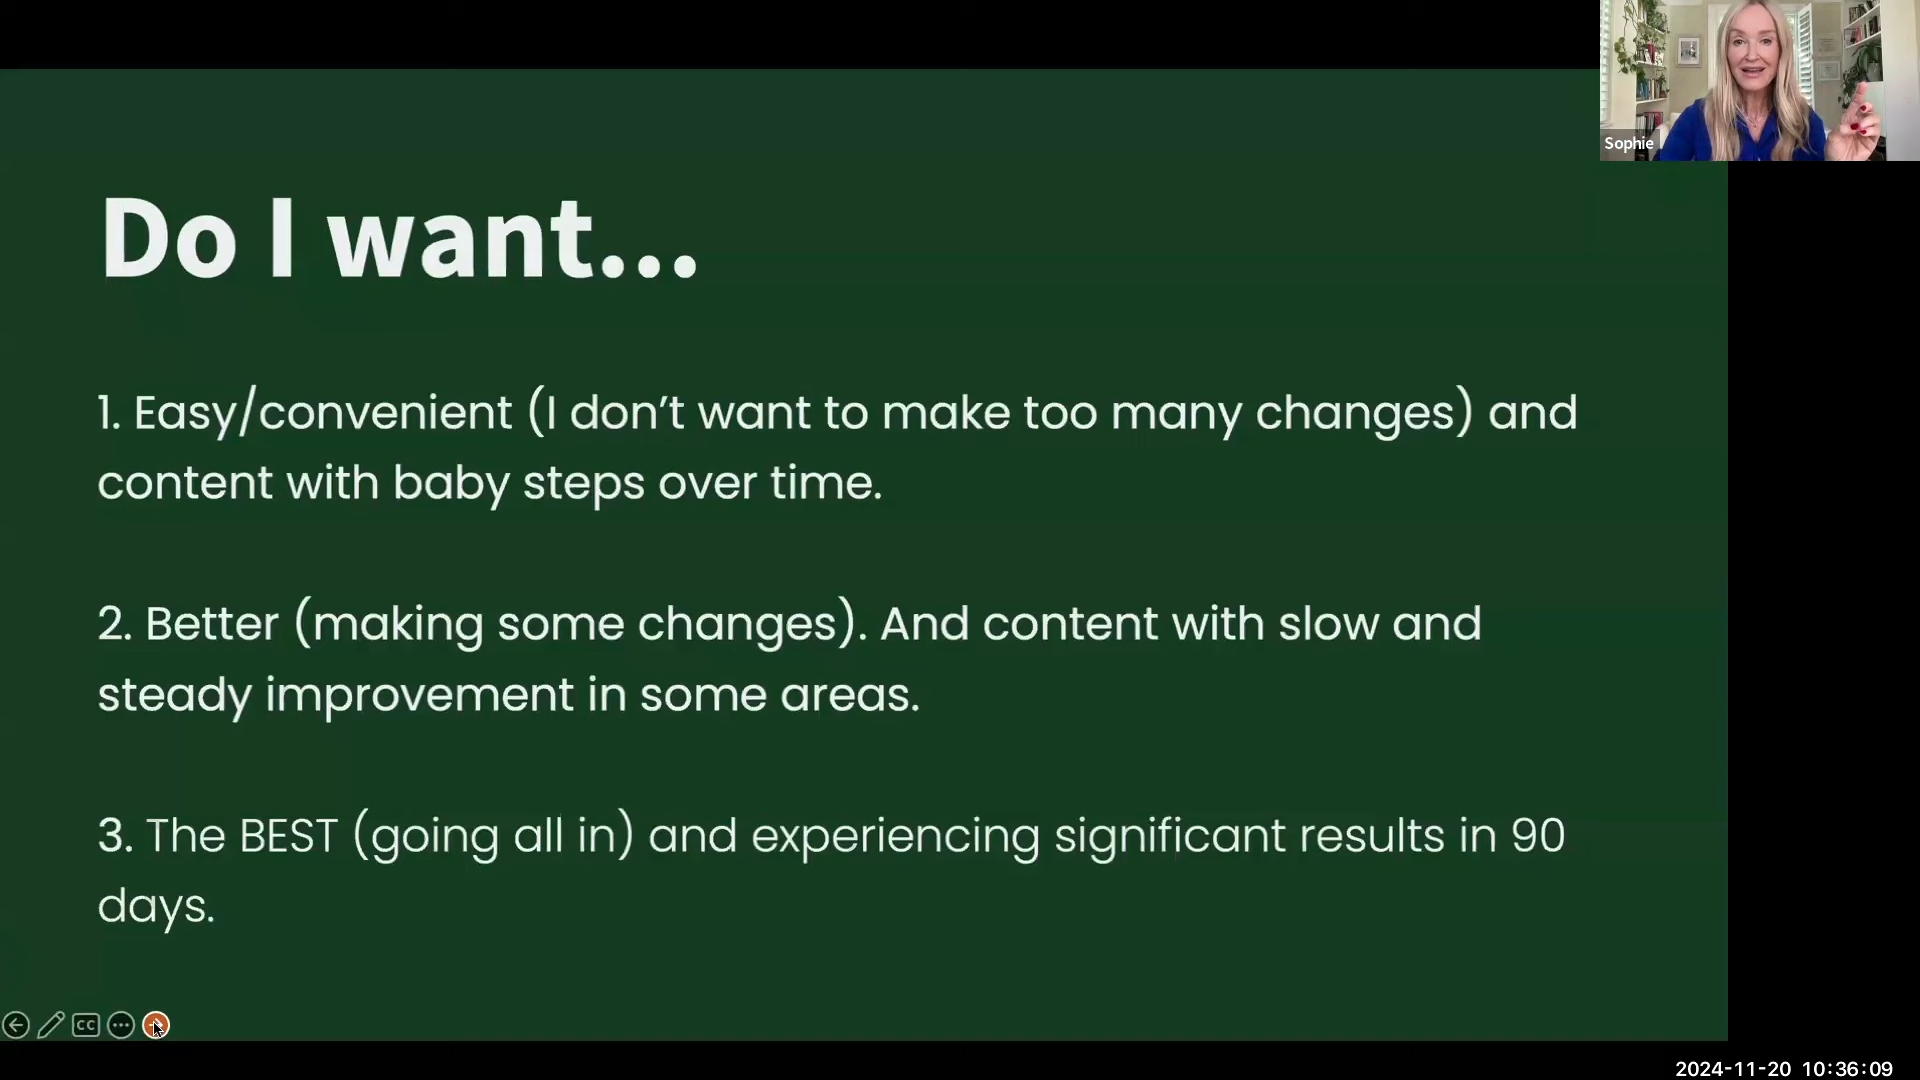 Sophie
Do I want...
1. Easy/convenient (I don’t want to make too many changes) and
content with baby steps over time.
2. Better (making some changes). And content with slow and
steady improvement in some areas.
3. The BEST (going all in) and experiencing significant results in 90
days.
CC
2024-11-20 10:36:09